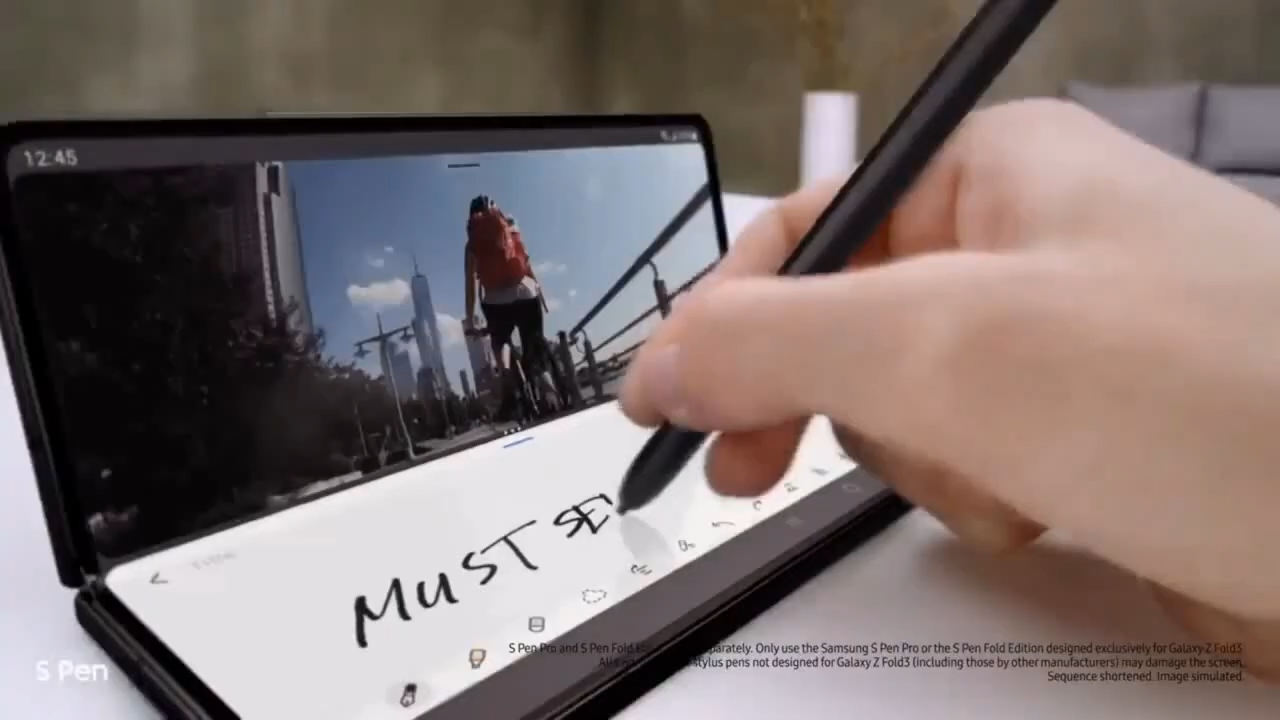 12:45
MUST SE
S Pen Pro and S Pen Fold parately. Only use the Samsung S Pen Pro or the S Pen Fold Edition designed exclusively for Galaxy Z Fold3
stylus pens not designed for Galaxy Z Fold3 (including those by other manufacturers) may damage the screen.
S Pen
Sequence shortened. Image simulated.